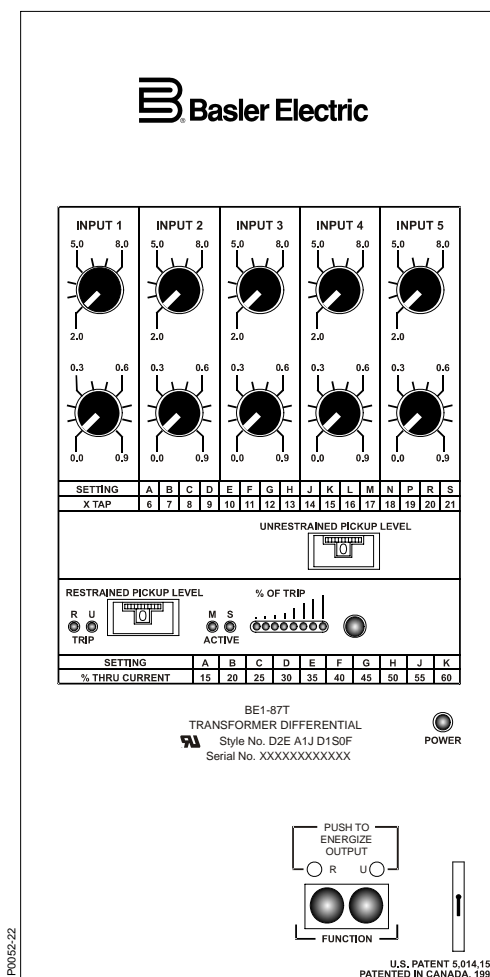 Basler Electric
INPUT 1 INPUT 2 INPUT 3 INPUT 4 INPUT 5
5.0 8.0 5.0 8.0 5.0 8.0 5.0 8.0 5.0 8.0
2.0 2.0 2.0 2.0 2.0
0.3 0.6 0.3 0.6 0.3 0.6 0.3 0.6 0.3 0.6
0.0 0.9 0.0 0.9 0.0 0.9 0.0 0.9 0.0 0.9
SETTING A B C D E F G H J K L M N P R S
X TAP 6 7 8 9 10 11 12 13 14 15 16 17 18 19 20 21
UNRESTRAINED PICKUP LEVEL
0
RESTRAINED PICKUP LEVEL % OF TRIP
R U 0 M S
TRIP ACTIVE
SETTING A B C D E F G H J K
% THRU CURRENT 15 20 25 30 35 40 45 50 55 60
BE1-87T
TRANSFORMER DIFFERENTIAL
Style No. D2E A1J D1S0F
Serial No. XXXXXXXXXXXX
POWER
PUSH TO
ENERGIZE
OUTPUT
R U
FUNCTION
U.S. PATENT 5,014,15
PATENTED IN CANADA, 199
P0052-22